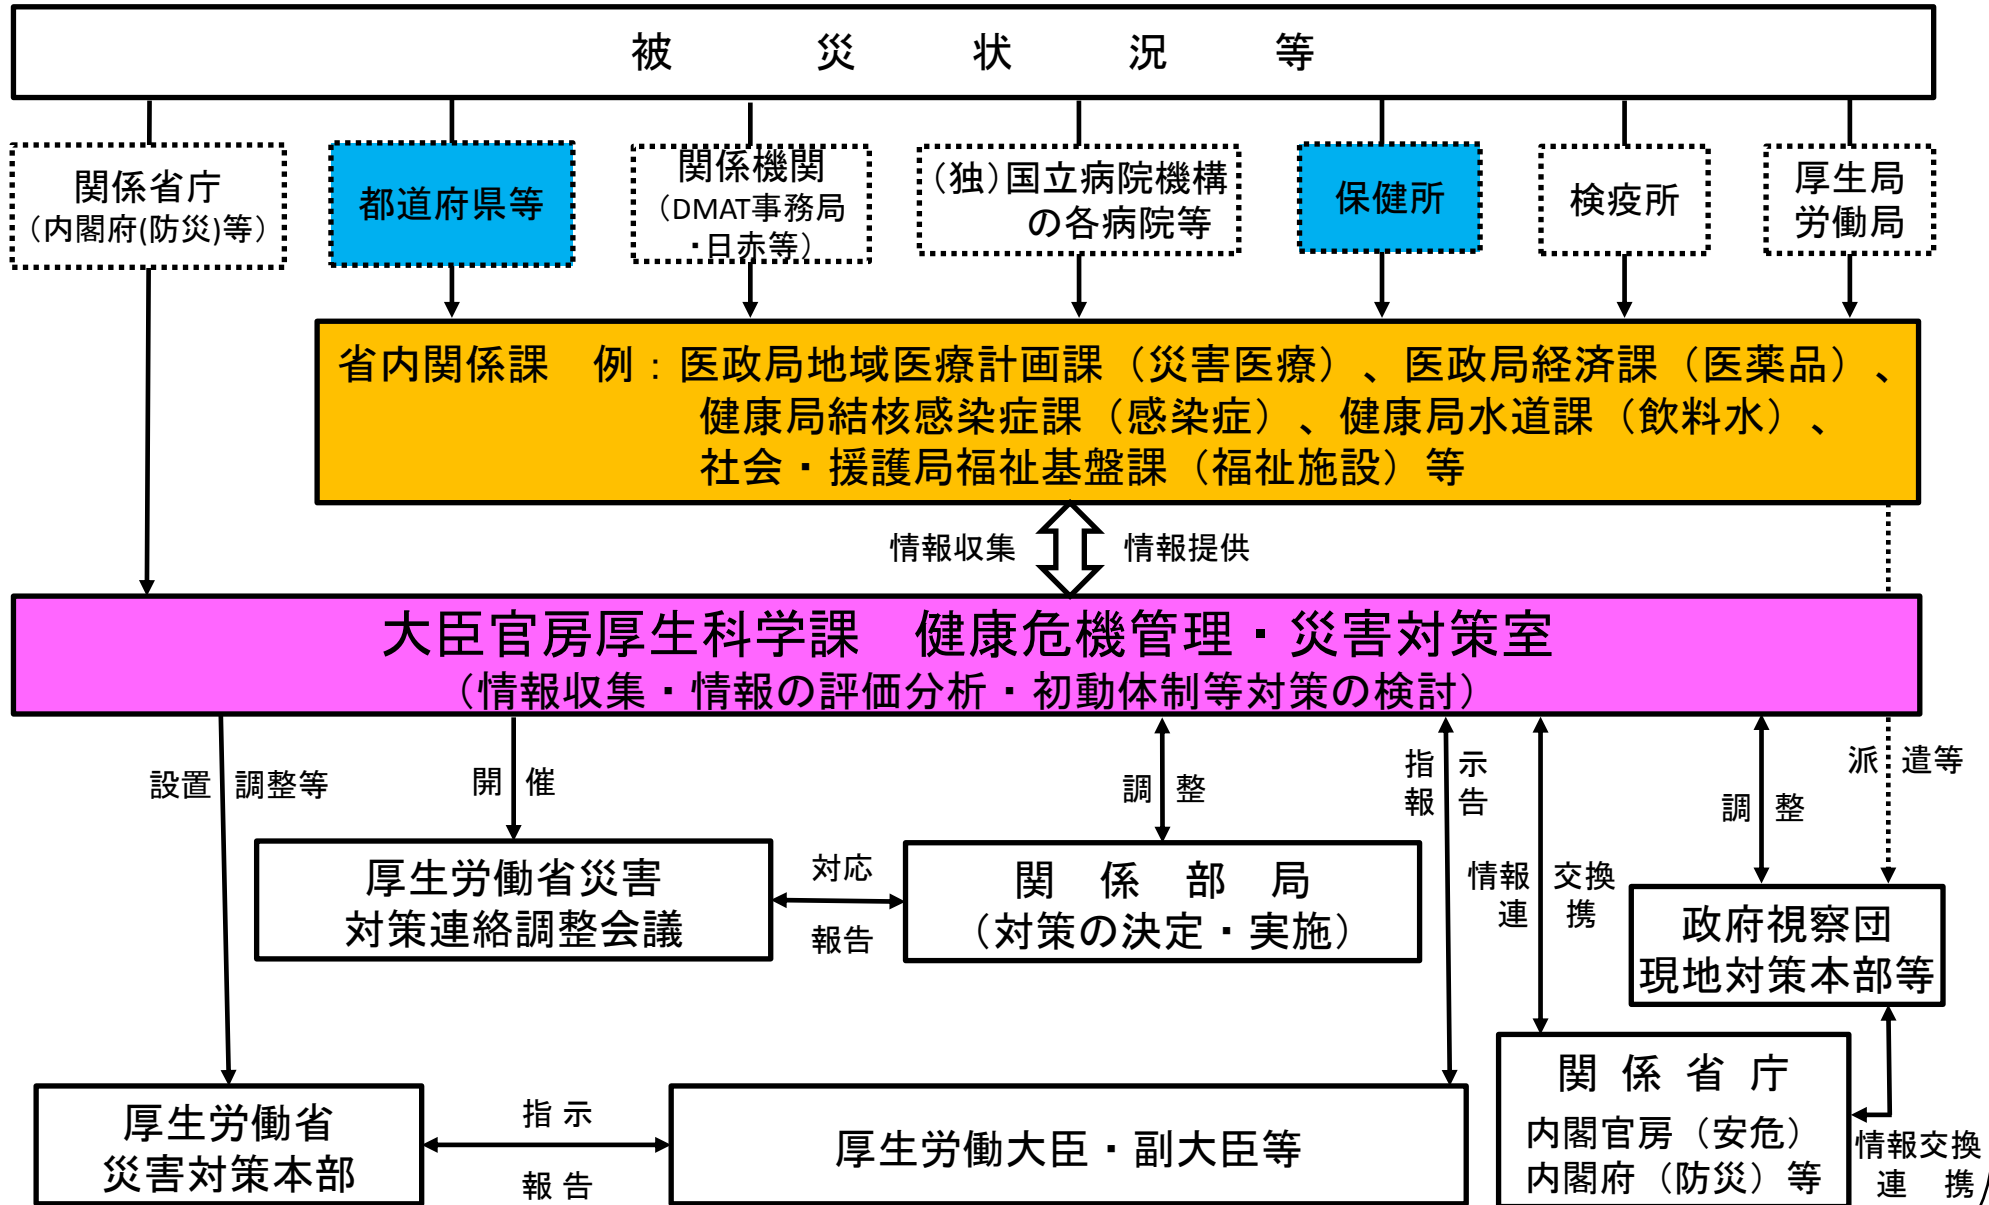 被災状況等
関係省庁
（内閣府(防災)等）
都道府県等
関係機関
（DMAT事務局
・日赤等）
（独）国立病院機構
の各病院等
保健所
検疫所
厚生局
労働局
省内関係課　例：医政局地域医療計画課（災害医療）、医政局経済課（医薬品）、
健康局結核感染症課（感染症）、健康局水道課（飲料水）、
社会・援護局福祉基盤課（福祉施設）等
情報収集　情報提供
大臣官房厚生科学課　健康危機管理・災害対策室
（情報収集・情報の評価分析・初動体制等対策の検討）
設置　調整等
開催
調整
指示
報告
情報交換
連携
調整
派遣等
厚生労働省災害
対策連絡調整会議
対応
報告
関係部局
（対策の決定・実施）
政府視察団
現地対策本部等
厚生労働省
災害対策本部
指示
報告
厚生労働大臣・副大臣等
関係省庁
内閣官房（安危）
内閣府（防災）等
情報交換
連携